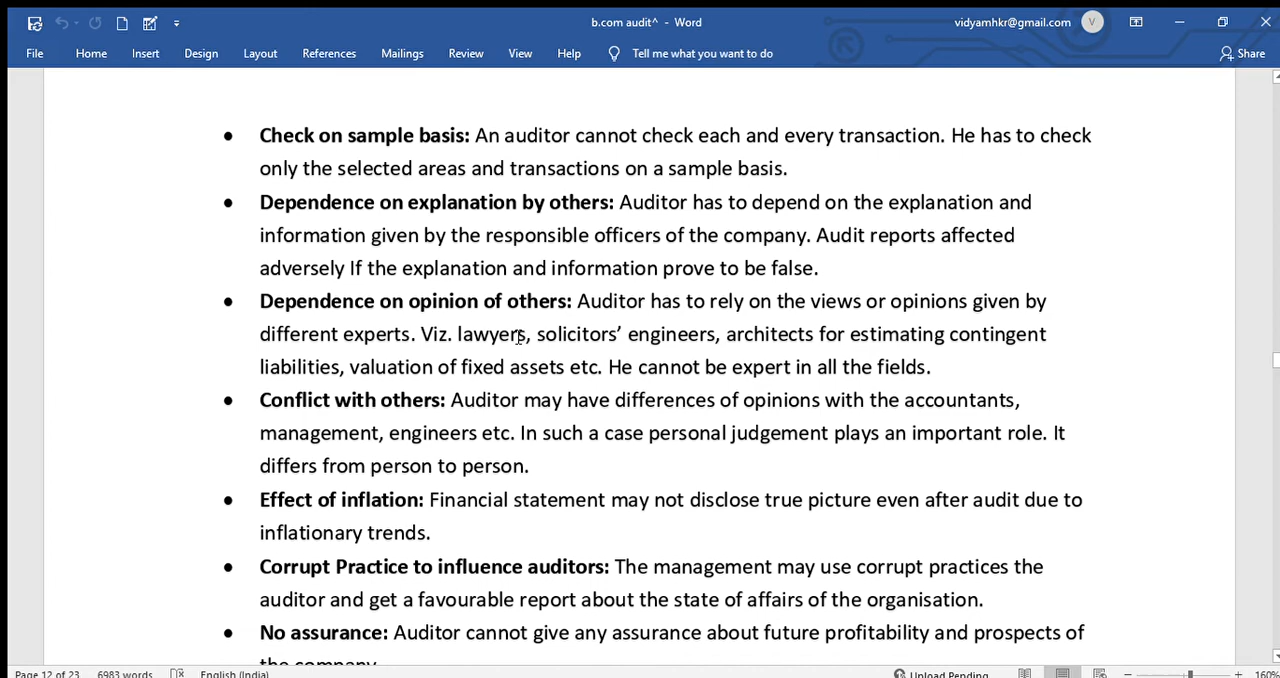 b.com audit^ - Word
vidyamhkr@gmail.com V
File Home Insert Design Layout References Mailings Review View Help Tell me what you want to do Share
● Check on sample basis: An auditor cannot check each and every transaction. He has to check
only the selected areas and transactions on a sample basis.
● Dependence on explanation by others: Auditor has to depend on the explanation and
information given by the responsible officers of the company. Audit reports affected
adversely If the explanation and information prove to be false.
● Dependence on opinion of others: Auditor has to rely on the views or opinions given by
different experts. Viz. lawyers, solicitors’ engineers, architects for estimating contingent
liabilities, valuation of fixed assets etc. He cannot be expert in all the fields.
● Conflict with others: Auditor may have differences of opinions with the accountants,
management, engineers etc. In such a case personal judgement plays an important role. It
differs from person to person.
● Effect of inflation: Financial statement may not disclose true picture even after audit due to
inflationary trends.
● Corrupt Practice to influence auditors: The management may use corrupt practices the
auditor and get a favourable report about the state of affairs of the organisation.
● No assurance: Auditor cannot give any assurance about future profitability and prospects of
the company
Page 12 of 23 6983 words English (India) Upload Pending 160%